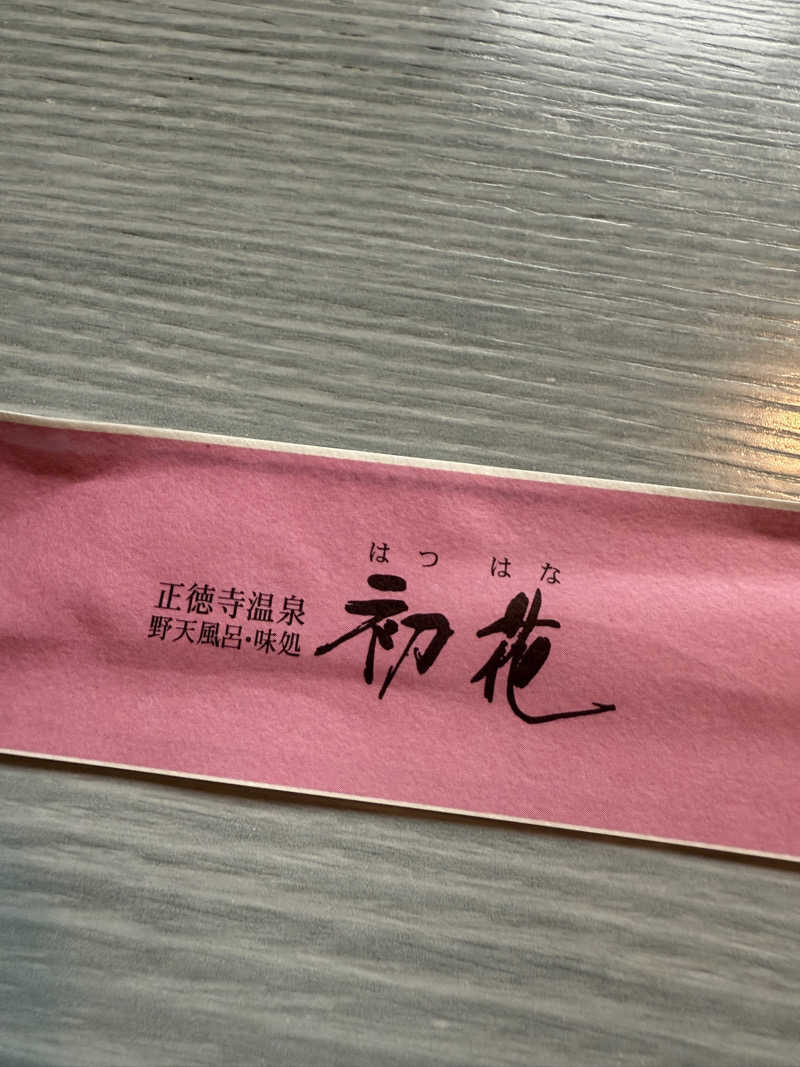 正徳寺温泉
野天風呂・味処
はつ はな
初花